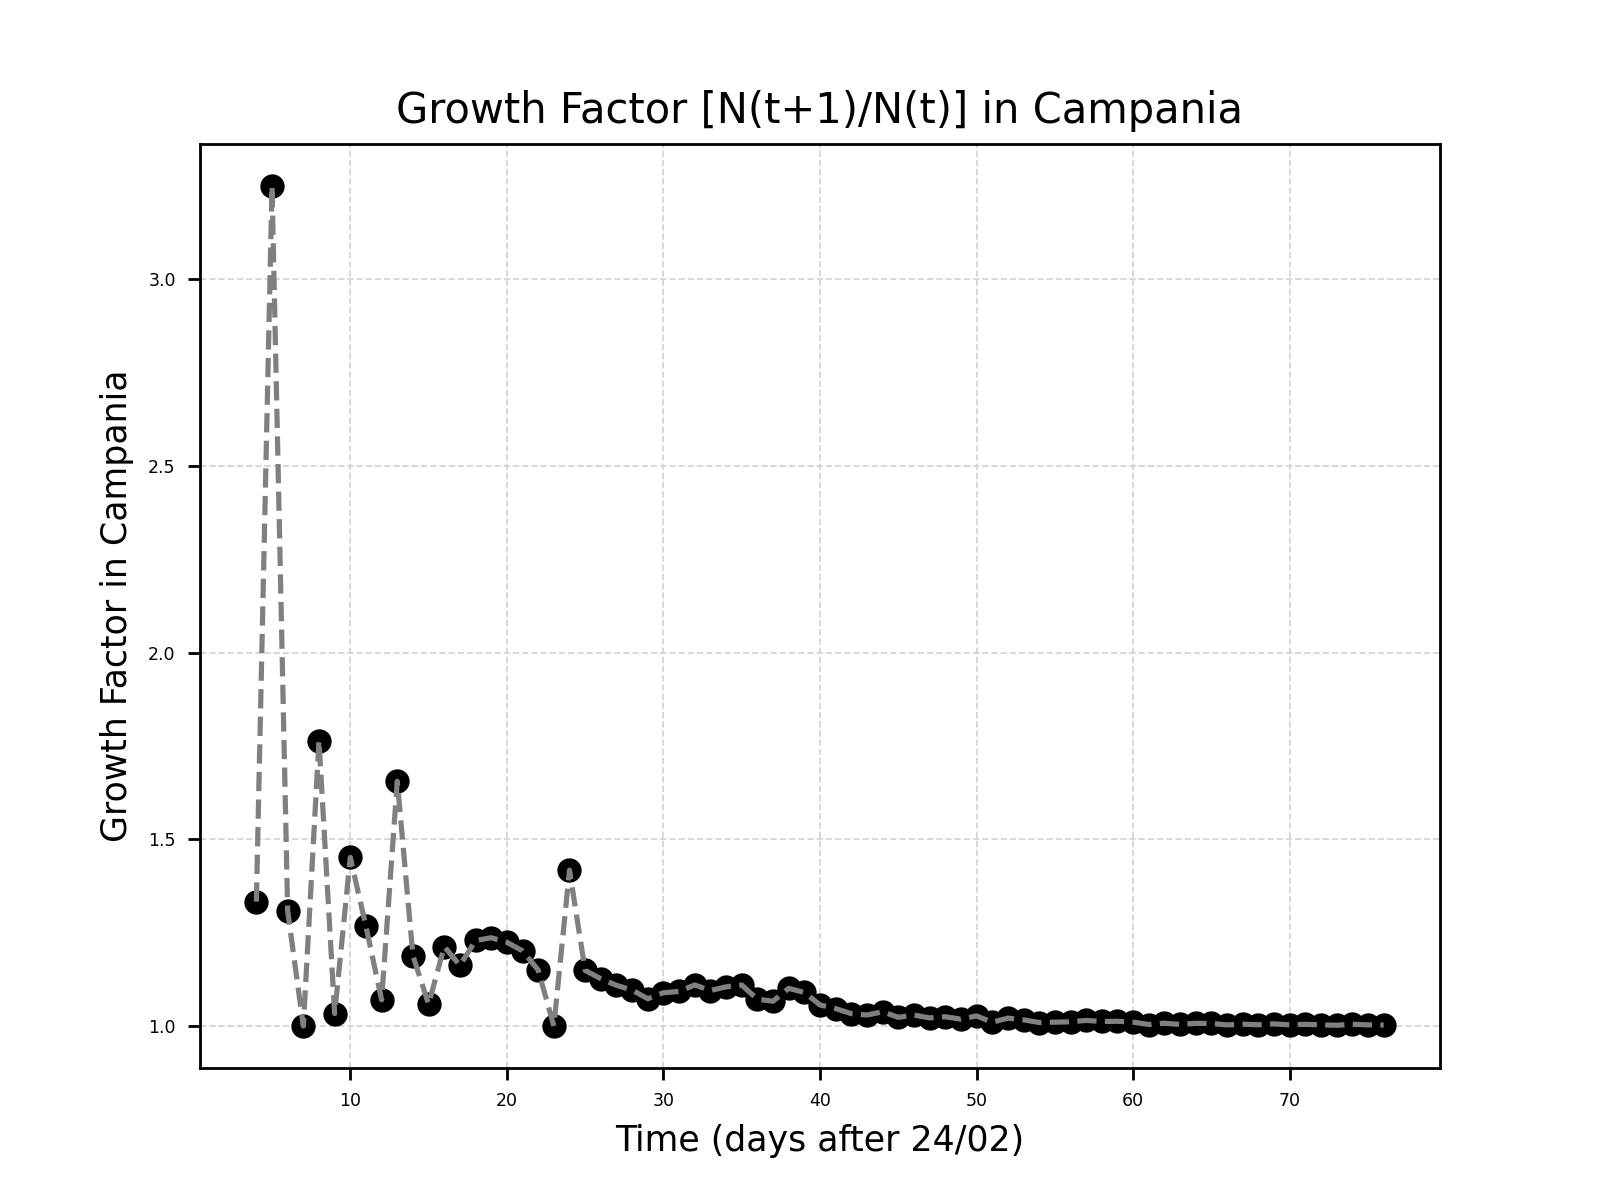 Growth Factor [N(t+1)/N(t)] in Campania
Growth Factor in Campania
3.0
2.5
2.0
1.5
1.0
10 20 30 40 50 60 70
Time (days after 24/02)